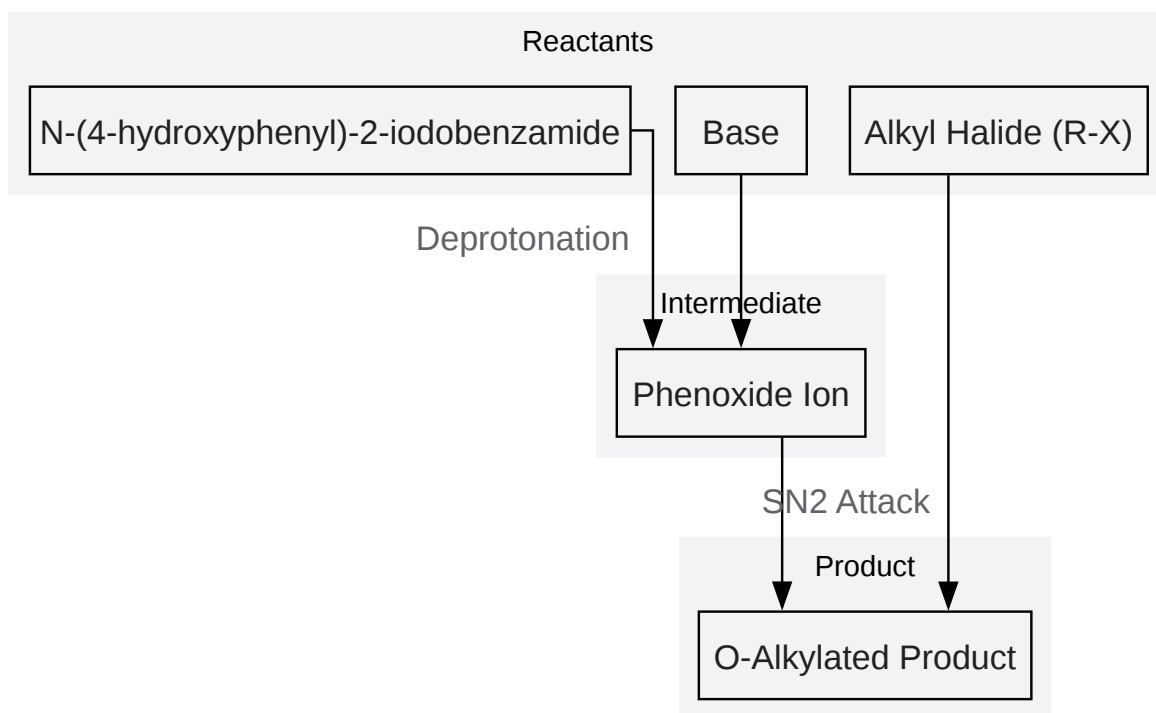 Reactants
N-(4-hydroxyphenyl)-2-iodobenzamide
Base
Alkyl Halide (R-X)
Deprotonation
Intermediate
Phenoxide Ion
SN2 Attack
Product
O-Alkylated Product